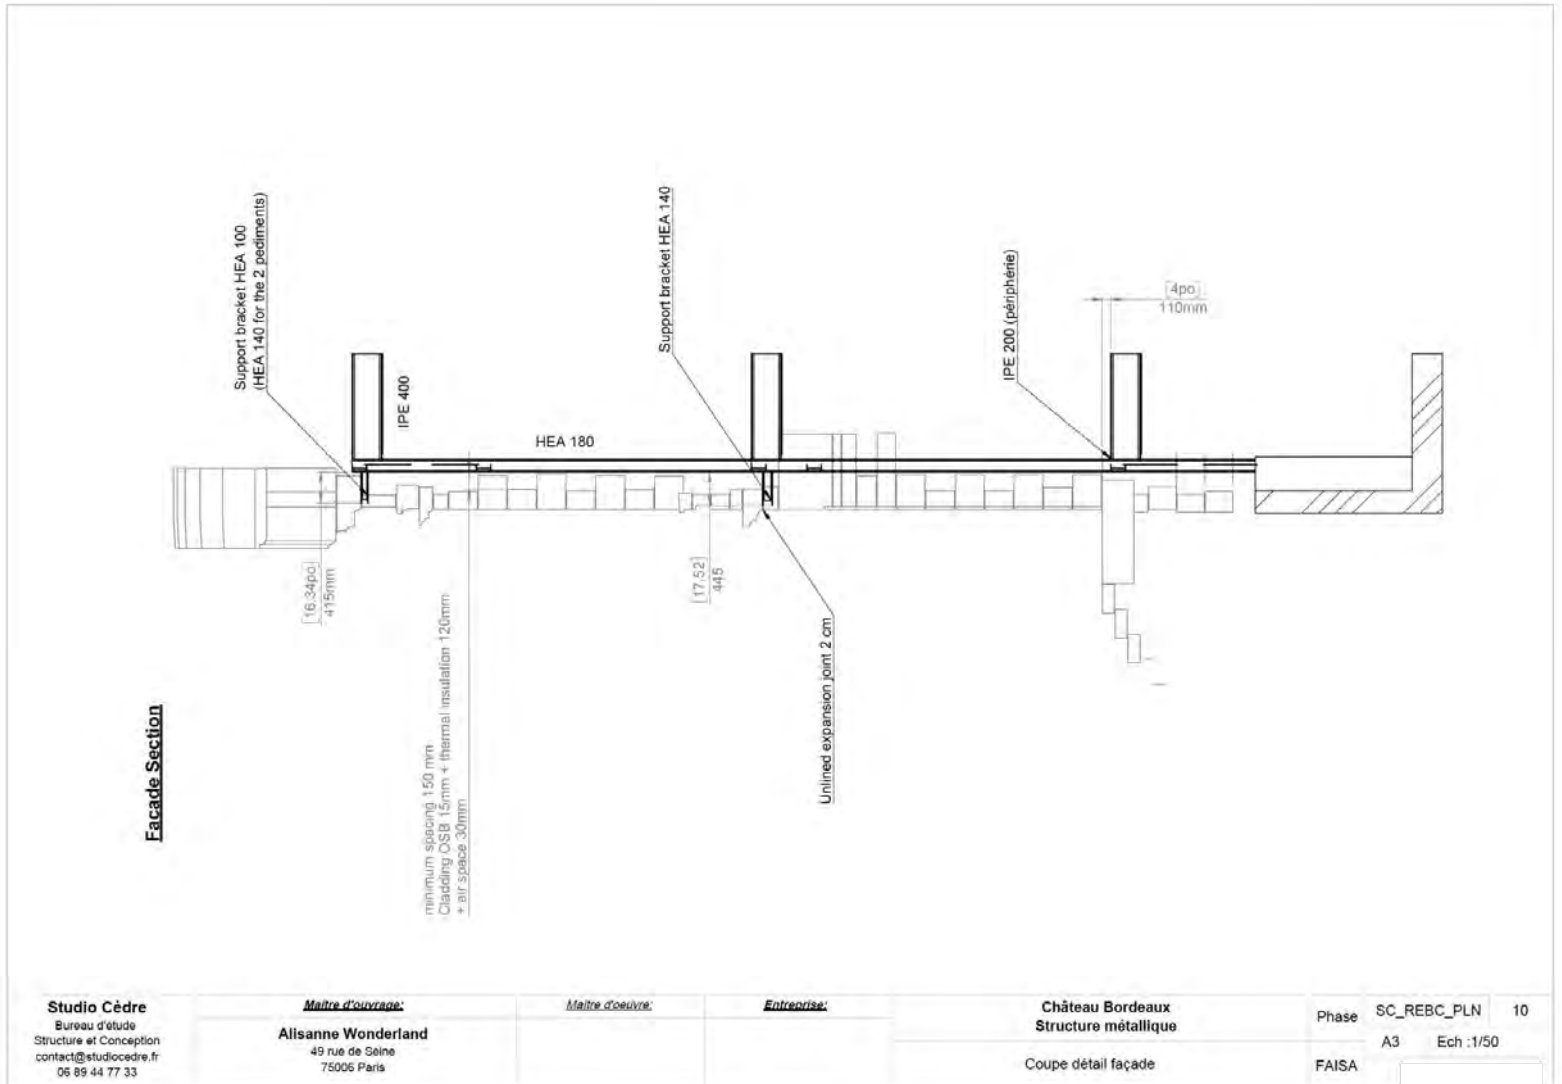 Support bracket HEA 100
(HEA 140 for the 2 pediments)
Support bracket HEA 140
IPE 200 (périphérie)
[4po]
110mm
IPE 400
HEA 180
[16.34po]
415mm
[17.52]
445
minimum spacing 150 mm
Cladding OSB 15mm + thermal insulation 120mm
+ air space 30mm
Unlined expansion joint 2 cm
Facade Section
Studio Cèdre
Bureau d'étude
Structure et Conception
contact@studiocedre.fr
06 89 44 77 33
Maître d'ouvrage:
Alisanne Wonderland
49 rue de Seine
75006 Paris
Maître d'oeuvre:
Entreprise:
Château Bordeaux
Structure métallique
Coupe détail façade
Phase SC_REBC_PLN 10
A3 Ech :1/50
FAISA